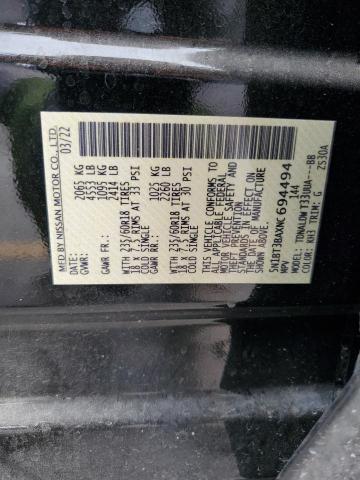 MFD BY NISSAN MOTOR CO., LTD
03/22
GVWR: 2065 KG
4553 LB
GAWR FR. 1095 KG
2414 LB
WITH 235/60R18 TIRES
18 X 7.5 RIMS AT 33 PSI
COLD SINGLE
GAWR RR: 1025 KG
2260 LB
WITH 235/60R18 TIRES
18 X 7.5 RIMS AT 30 PSI
COLD SINGLE
THIS VEHICLE CONFORMS TO
ALL APPLICABLE FEDERAL
MOTOR VEHICLE SAFETY AND
THEFT PREVENTION STANDARDS
IN EFFECT ON THE DATE OF
MANUFACTURE SHOWN ABOVE.
694494
MPV 144
MODEL: 
COLOR: KH3 TRIM: G
ZS30A